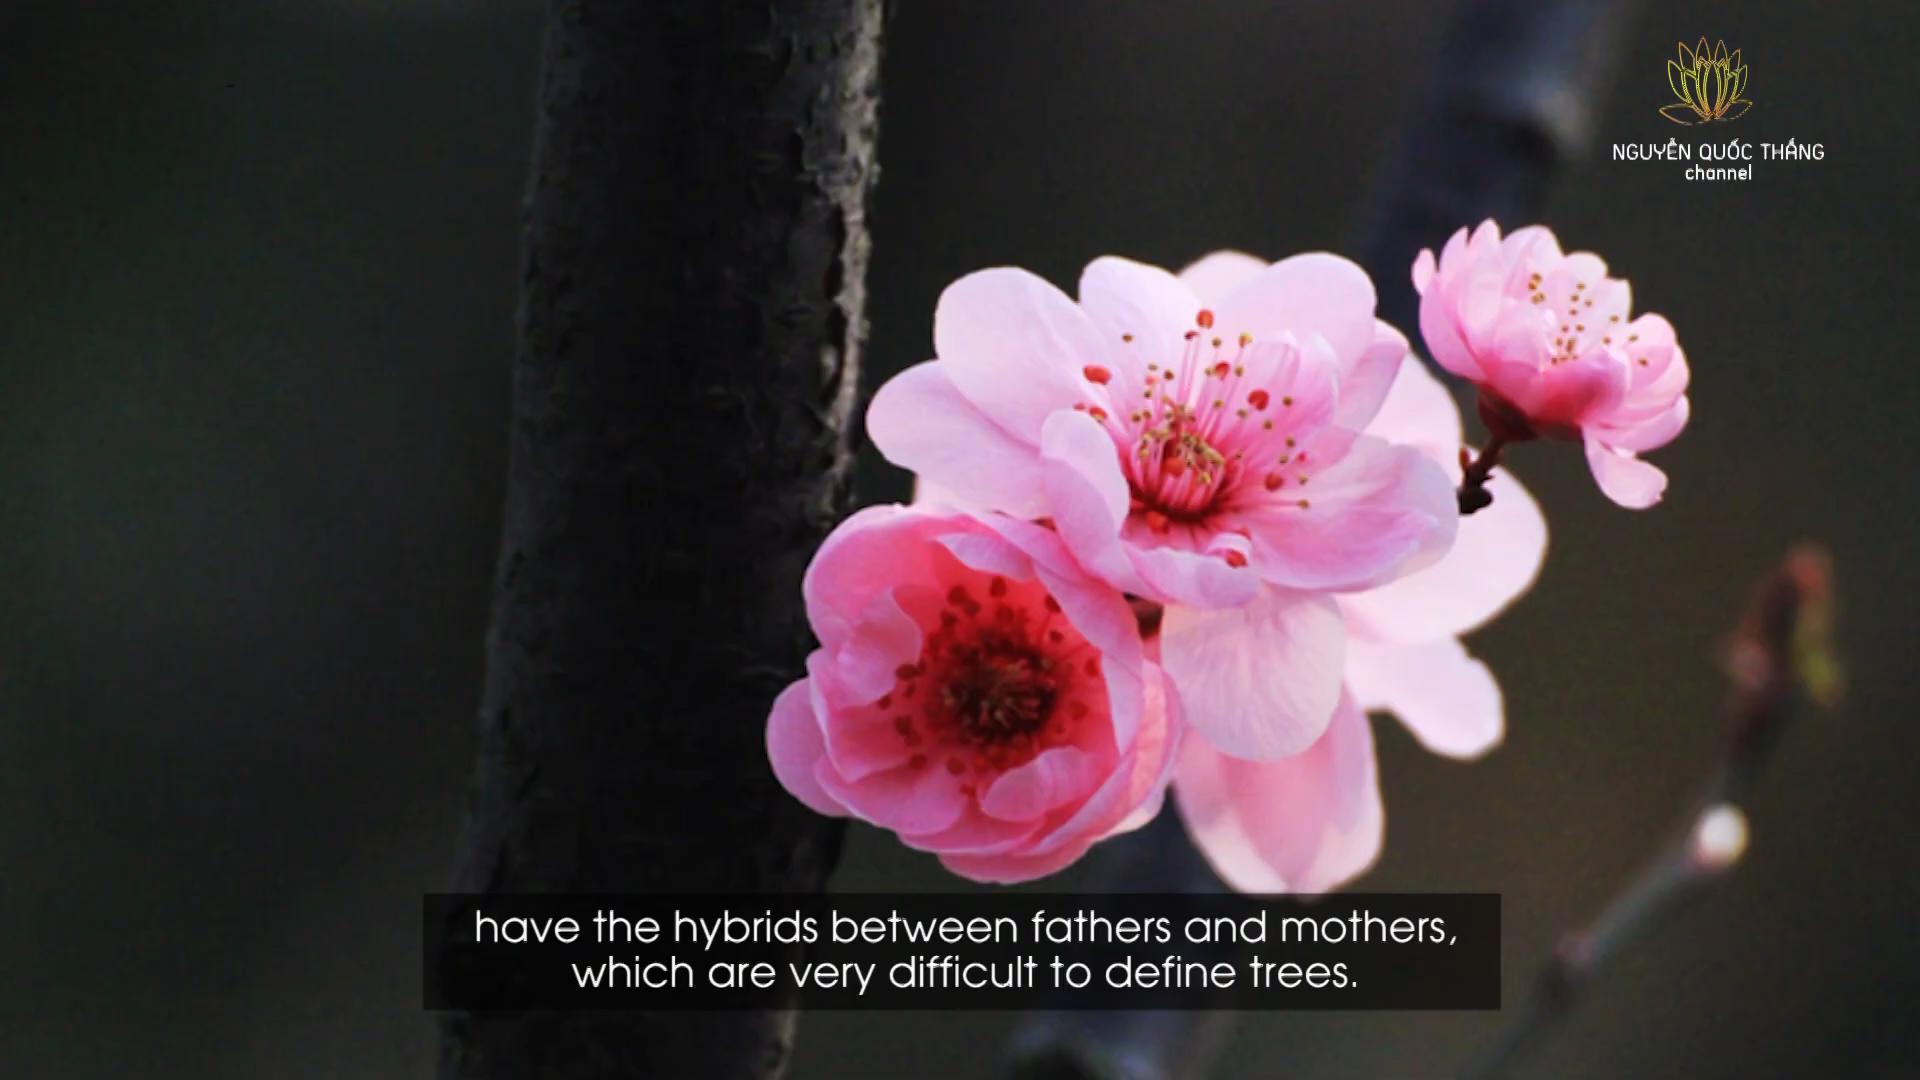 NGUYỄN QUỐC THẮNG
channel
have the hybrids between fathers and mothers,
which are very difficult to define trees.